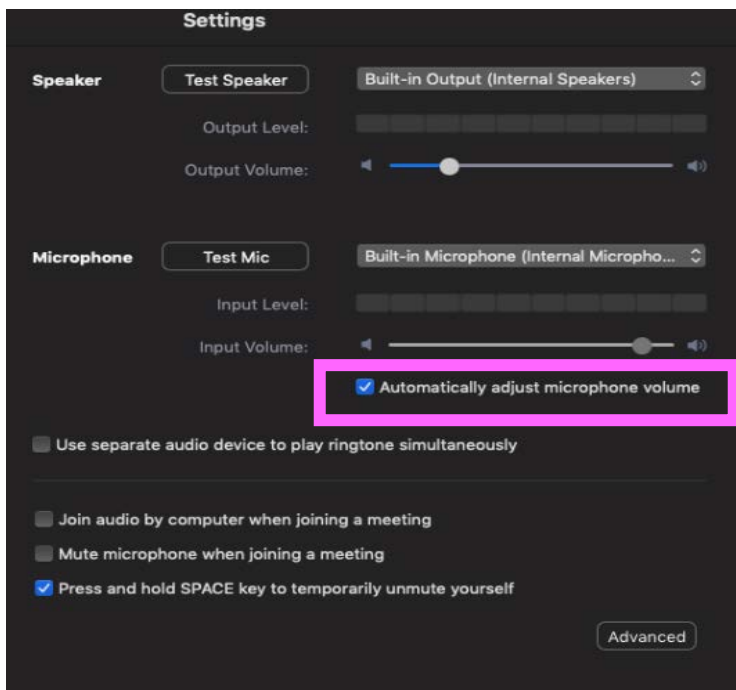 Settings
Speaker Test Speaker Built-in Output (Internal Speakers)
Output Level:
Output Volume:
Microphone Test Mic Built-in Microphone (Internal Micropho...
Input Level:
Input Volume:
Automatically adjust microphone volume
Use separate audio device to play ringtone simultaneously
Join audio by computer when joining a meeting
Mute microphone when joining a meeting
Press and hold SPACE key to temporarily unmute yourself
Advanced